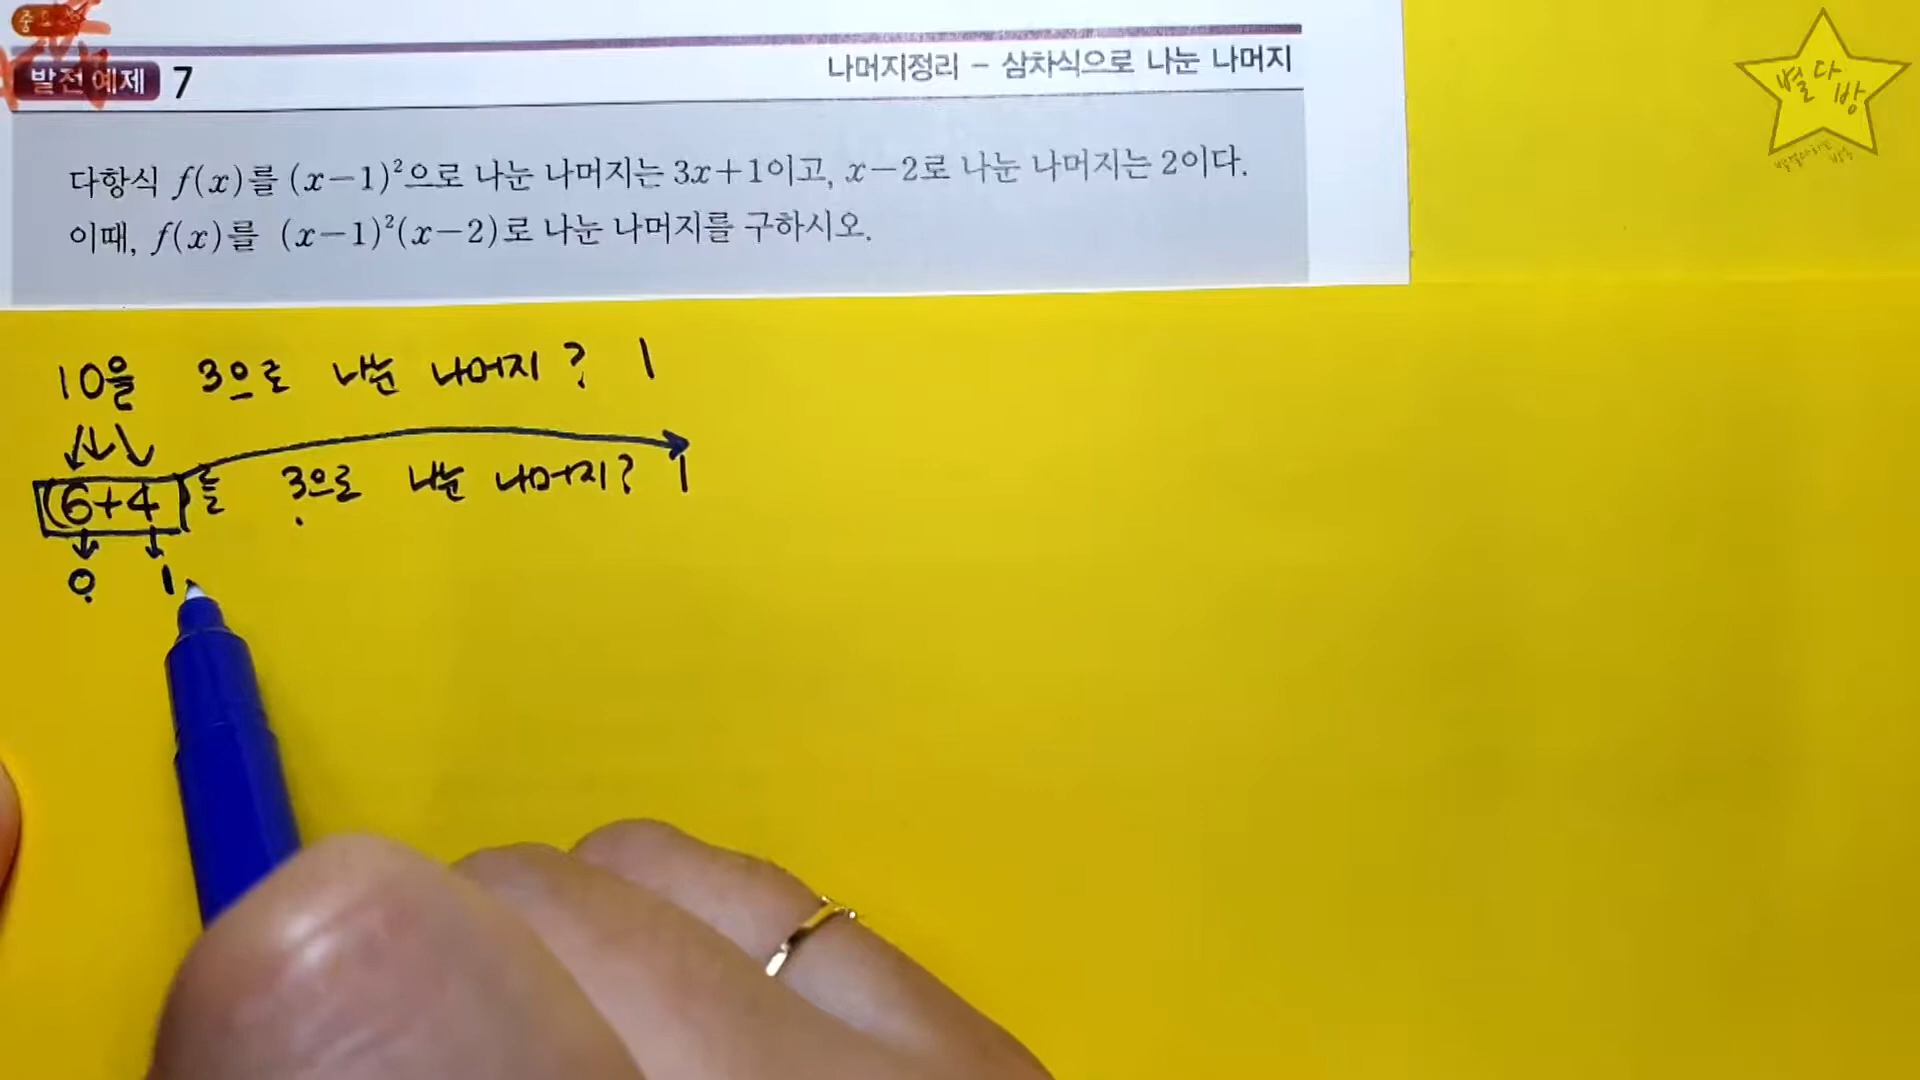 중요
발전 예제 7
나머지정리 – 삼차식으로 나눈 나머지
다항식 f(x)를 (x−1)²으로 나눈 나머지는 3x+1이고, x−2로 나눈 나머지는 2이다.
이때, f(x)를 (x−1)²(x−2)로 나눈 나머지를 구하시오.
10을 3으로 나눈 나머지? 1
(6+4)를 3으로 나눈 나머지? 1
0 1
별다방